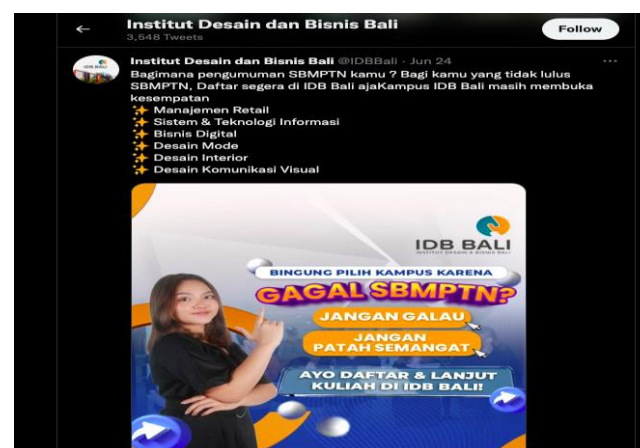 Institut Desain dan Bisnis Bali
3,548 Tweets
Follow
Institut Desain dan Bisnis Bali @IDBBali · Jun 24
Bagimana pengumuman SBMPTN kamu ? Bagi kamu yang tidak lulus
SBMPTN, Daftar segera di IDB Bali ajaKampus IDB Bali masih membuka
kesempatan
✨ Manajemen Retail
✨ Sistem & Teknologi Informasi
✨ Bisnis Digital
✨ Desain Mode
✨ Desain Interior
✨ Desain Komunikasi Visual
IDB BALI
INSTITUT DESAIN & BISNIS BALI
BINGUNG PILIH KAMPUS KARENA
GAGAL SBMPTN?
JANGAN GALAU
JANGAN
PATAH SEMANGAT
AYO DAFTAR & LANJUT
KULIAH DI IDB BALI!